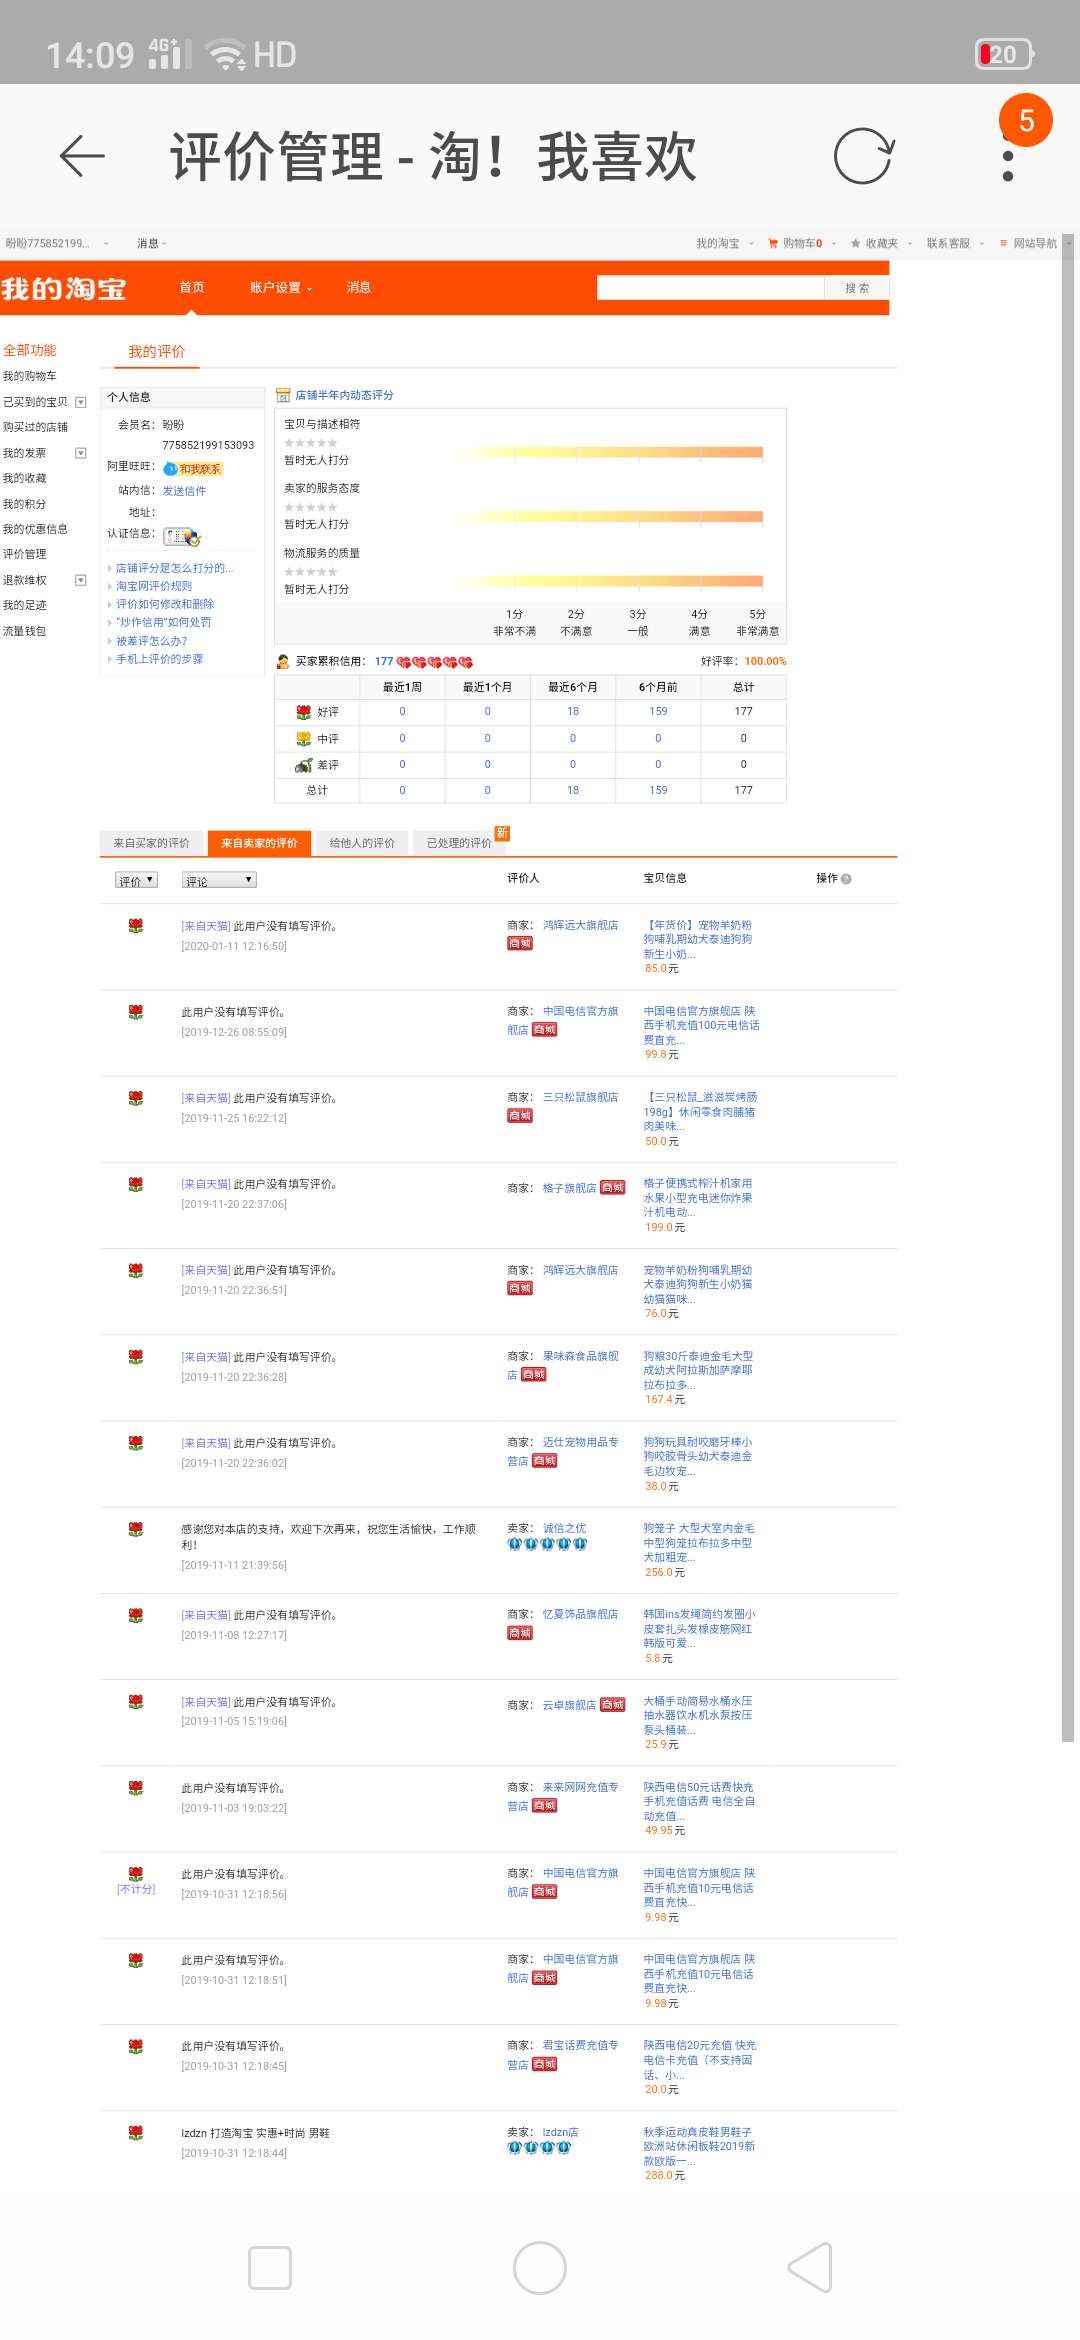 14:09 4G+ HD 20
评价管理 - 淘！我喜欢
5
盼盼775852199... 消息 我的淘宝 购物车0 收藏夹 联系客服 网站导航
我的淘宝 首页 账户设置 消息 搜 索
全部功能
我的购物车
已买到的宝贝
购买过的店铺
我的发票
我的收藏
我的积分
我的优惠信息
评价管理
退款维权
我的足迹
流量钱包
我的评价
个人信息
会员名： 盼盼
775852199153093
阿里旺旺： 和我联系
站内信： 发送信件
地址：
认证信息：
店铺评分是怎么打分的...
淘宝网评价规则
评价如何修改和删除
“炒作信用”如何处罚
被差评怎么办？
手机上评价的步骤
店铺半年内动态评分
宝贝与描述相符
暂时无人打分
卖家的服务态度
暂时无人打分
物流服务的质量
暂时无人打分
1分 2分 3分 4分 5分
非常不满 不满意 一般 满意 非常满意
买家累积信用： 177 好评率：100.00%
最近1周 最近1个月 最近6个月 6个月前 总计
好评 0 0 18 159 177
中评 0 0 0 0 0
差评 0 0 0 0 0
总计 0 0 18 159 177
来自买家的评价 来自卖家的评价 给他人的评价 已处理的评价 新
评价 评论 评价人 宝贝信息 操作
[来自天猫] 此用户没有填写评价。
[2020-01-11 12:16:50]
商家： 鸿辉远大旗舰店
商城
【年货价】宠物羊奶粉
狗哺乳期幼犬泰迪狗狗
新生小奶...
85.0元
此用户没有填写评价。
[2019-12-26 08:55:09]
商家： 中国电信官方旗
舰店 商城
中国电信官方旗舰店 陕
西手机充值100元电信话
费直充...
99.8元
[来自天猫] 此用户没有填写评价。
[2019-11-25 16:22:12]
商家： 三只松鼠旗舰店
商城
【三只松鼠_滋滋炭烤肠
198g】休闲零食肉脯猪
肉美味...
50.0元
[来自天猫] 此用户没有填写评价。
[2019-11-20 22:37:06]
商家： 格子旗舰店 商城
格子便携式榨汁机家用
水果小型充电迷你炸果
汁机电动...
199.0元
[来自天猫] 此用户没有填写评价。
[2019-11-20 22:36:51]
商家： 鸿辉远大旗舰店
商城
宠物羊奶粉狗哺乳期幼
犬泰迪狗狗新生小奶猫
幼猫猫咪...
76.0元
[来自天猫] 此用户没有填写评价。
[2019-11-20 22:36:28]
商家： 果味森食品旗舰
店 商城
狗粮30斤泰迪金毛大型
成幼犬阿拉斯加萨摩耶
拉布拉多...
167.4元
[来自天猫] 此用户没有填写评价。
[2019-11-20 22:36:02]
商家： 迈仕宠物用品专
营店 商城
狗狗玩具耐咬磨牙棒小
狗咬胶骨头幼犬泰迪金
毛边牧宠...
38.0元
感谢您对本店的支持，欢迎下次再来，祝您生活愉快，工作顺
利！
[2019-11-11 21:39:56]
卖家： 诚信之优
狗笼子 大型犬室内金毛
中型狗笼拉布拉多中型
犬加粗宠...
256.0元
[来自天猫] 此用户没有填写评价。
[2019-11-08 12:27:17]
商家： 忆夏饰品旗舰店
商城
韩国ins发绳简约发圈小
皮套扎头发橡皮筋网红
韩版可爱...
5.8元
[来自天猫] 此用户没有填写评价。
[2019-11-05 15:19:06]
商家： 云卓旗舰店 商城
大桶手动简易水桶水压
抽水器饮水机水泵按压
泵头桶装...
25.9元
此用户没有填写评价。
[2019-11-03 19:03:22]
商家： 来来网网充值专
营店 商城
陕西电信50元话费快充
手机充值话费 电信全自
动充值...
49.95元
[不计分]
此用户没有填写评价。
[2019-10-31 12:18:56]
商家： 中国电信官方旗
舰店 商城
中国电信官方旗舰店 陕
西手机充值10元电信话
费直充快...
9.98元
此用户没有填写评价。
[2019-10-31 12:18:51]
商家： 中国电信官方旗
舰店 商城
中国电信官方旗舰店 陕
西手机充值10元电信话
费直充快...
9.98元
此用户没有填写评价。
[2019-10-31 12:18:45]
商家： 君宝话费充值专
营店 商城
陕西电信20元充值 快充
电信卡充值（不支持固
话、小...
20.0元
lzdzn 打造淘宝 实惠+时尚 男鞋
[2019-10-31 12:18:44]
卖家： lzdzn店
秋季运动真皮鞋男鞋子
欧洲站休闲板鞋2019新
款欧版一...
288.0元